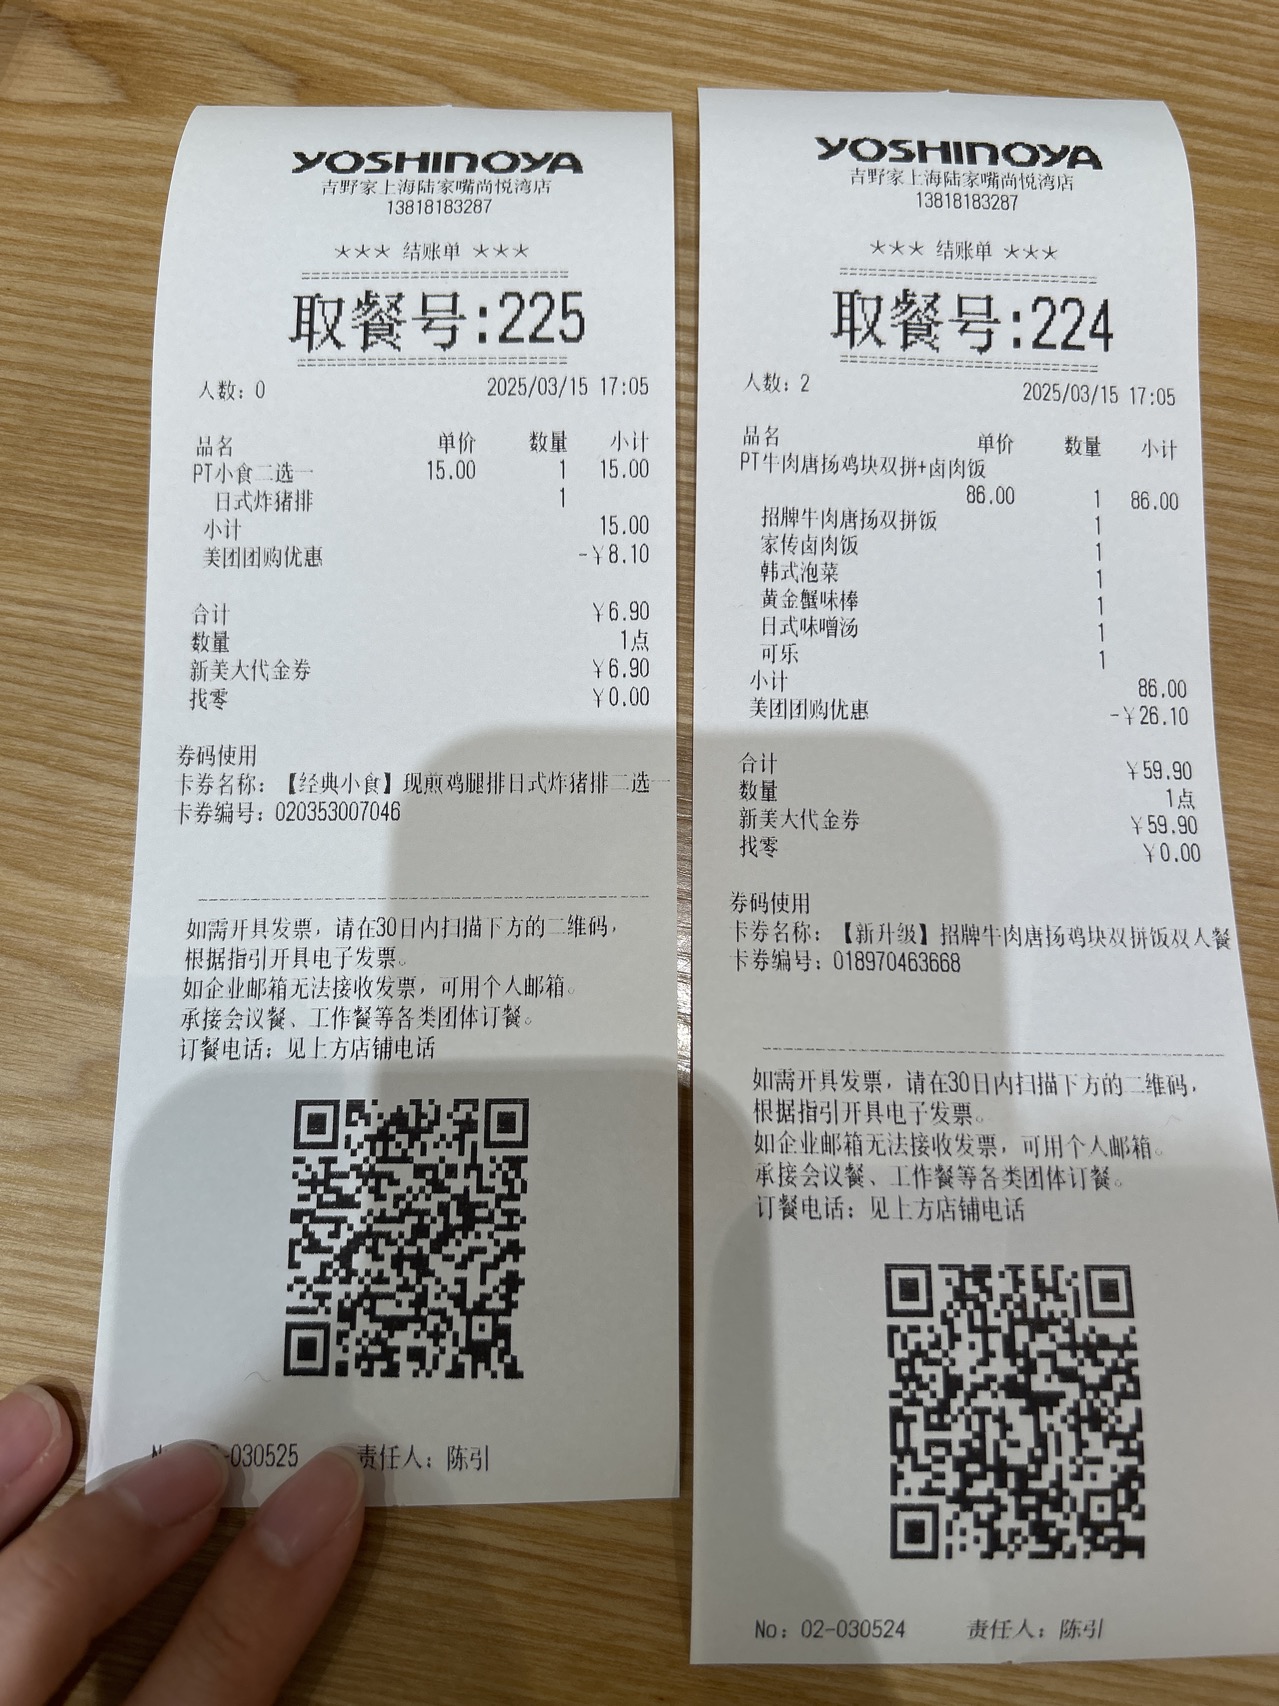 YOSHINOYA
吉野家上海陆家嘴尚悦湾店
13818183287
*** 结账单 ***
取餐号:225
人数: 0 2025/03/15 17:05
品名 单价 数量 小计
PT小食二选一 15.00 1 15.00
日式炸猪排 1
小计 15.00
美团团购优惠 -¥8.10
合计 ¥6.90
数量 1点
新美大代金券 ¥6.90
找零 ¥0.00
券码使用
卡券名称: 【经典小食】现煎鸡腿排日式炸猪排二选一
卡券编号: 020353007046
如需开具发票, 请在30日内扫描下方的二维码,
根据指引开具电子发票。
如企业邮箱无法接收发票, 可用个人邮箱。
承接会议餐、工作餐等各类团体订餐。
订餐电话: 见上方店铺电话
-030525 责任人: 陈引
YOSHINOYA
吉野家上海陆家嘴尚悦湾店
13818183287
*** 结账单 ***
取餐号:224
人数: 2 2025/03/15 17:05
品名 单价 数量 小计
PT牛肉唐扬鸡块双拼+卤肉饭
86.00 1 86.00
招牌牛肉唐扬双拼饭 1
家传卤肉饭 1
韩式泡菜 1
黄金蟹味棒 1
日式味噌汤 1
可乐 1
小计 86.00
美团团购优惠 -¥26.10
合计 ¥59.90
数量 1点
新美大代金券 ¥59.90
找零 ¥0.00
券码使用
卡券名称: 【新升级】招牌牛肉唐扬鸡块双拼饭双人餐
卡券编号: 018970463668
如需开具发票, 请在30日内扫描下方的二维码,
根据指引开具电子发票。
如企业邮箱无法接收发票, 可用个人邮箱。
承接会议餐、工作餐等各类团体订餐。
订餐电话: 见上方店铺电话
No: 02-030524 责任人: 陈引